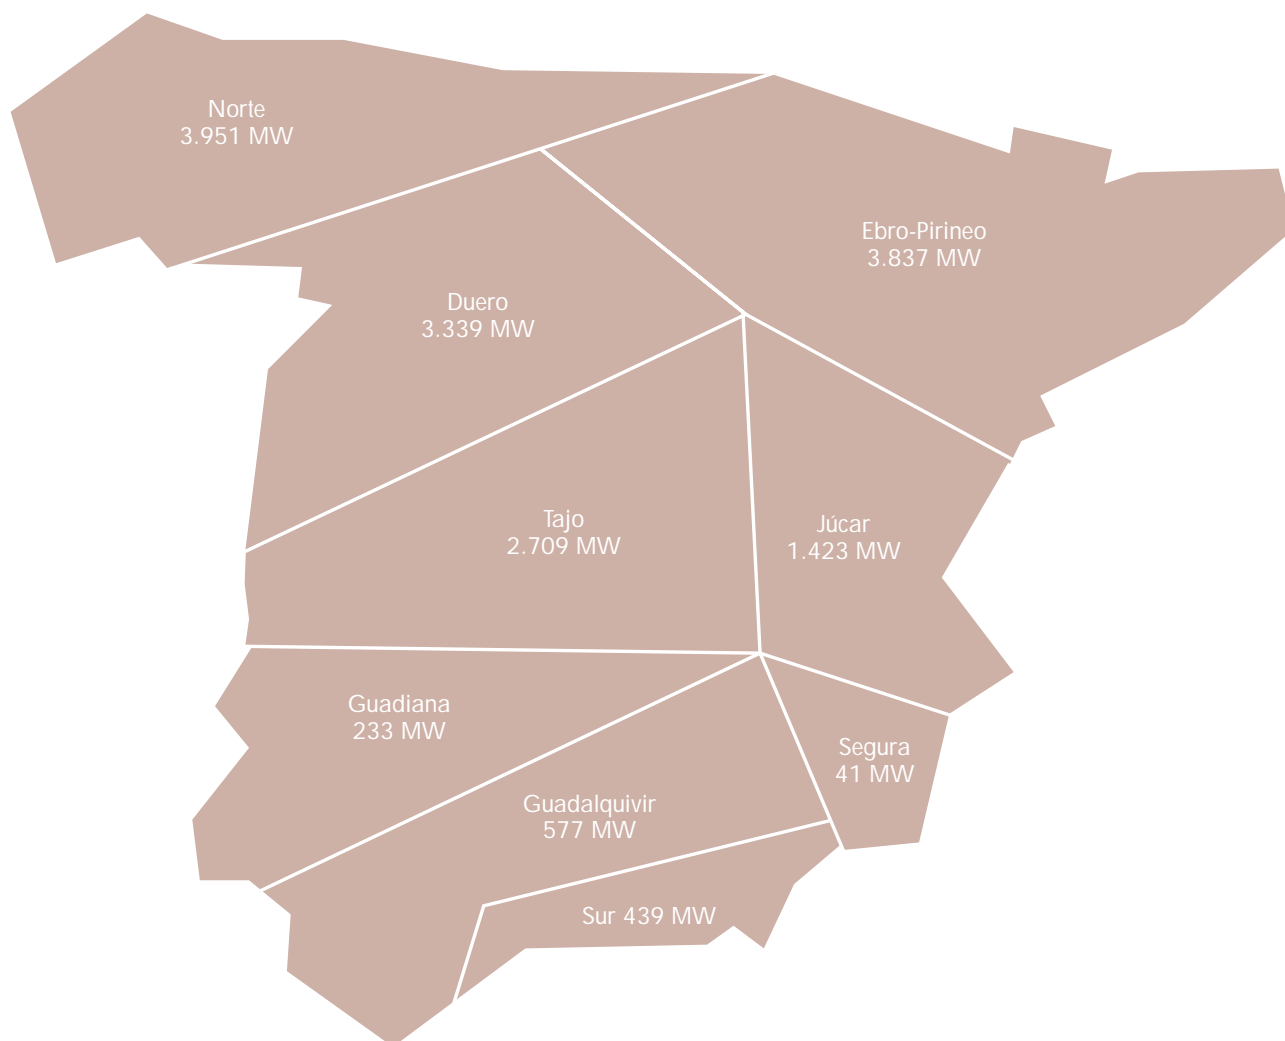 Norte
3.951 MW
Ebro-Pirineo
3.837 MW
Duero
3.339 MW
Tajo
2.709 MW
Júcar
1.423 MW
Guadiana
233 MW
Segura
41 MW
Guadalquivir
577 MW
Sur 439 MW